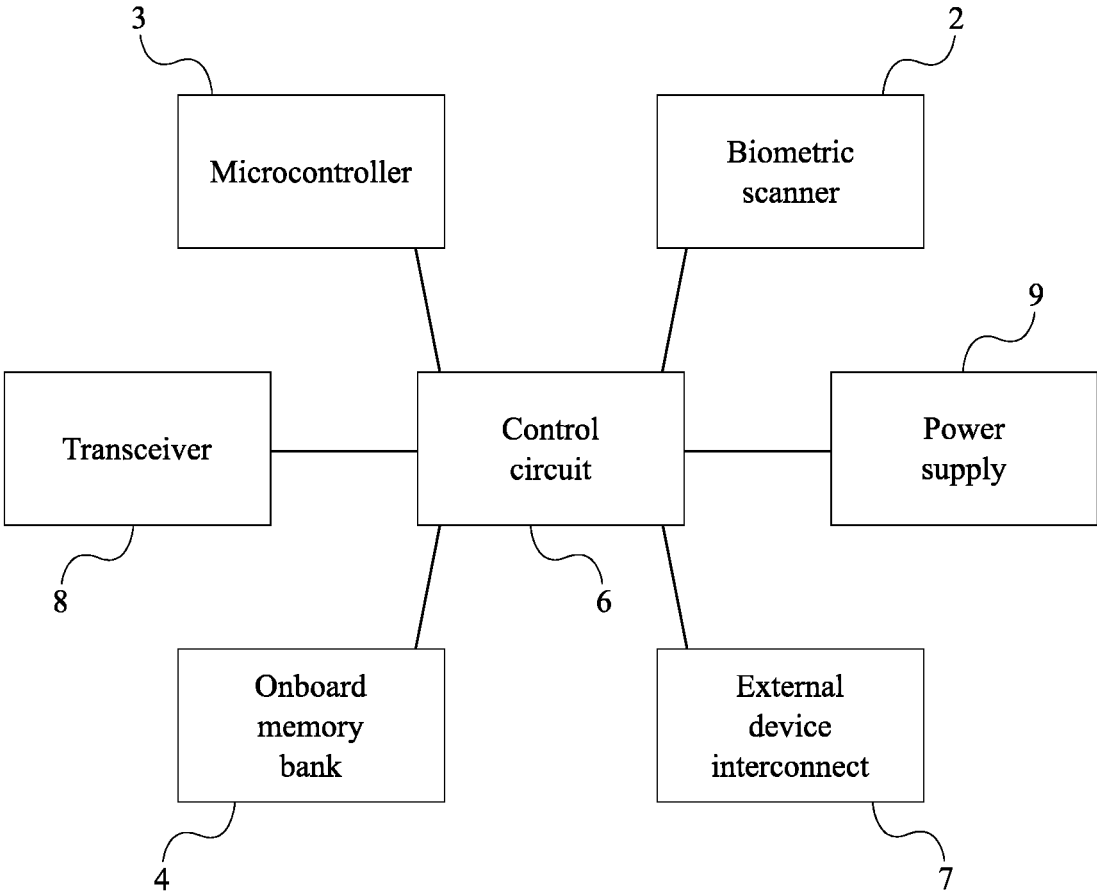 3
2
Microcontroller
Biometric
scanner
9
Transceiver
Control
circuit
Power
supply
8
6
Onboard
memory
bank
External
device
interconnect
4
7